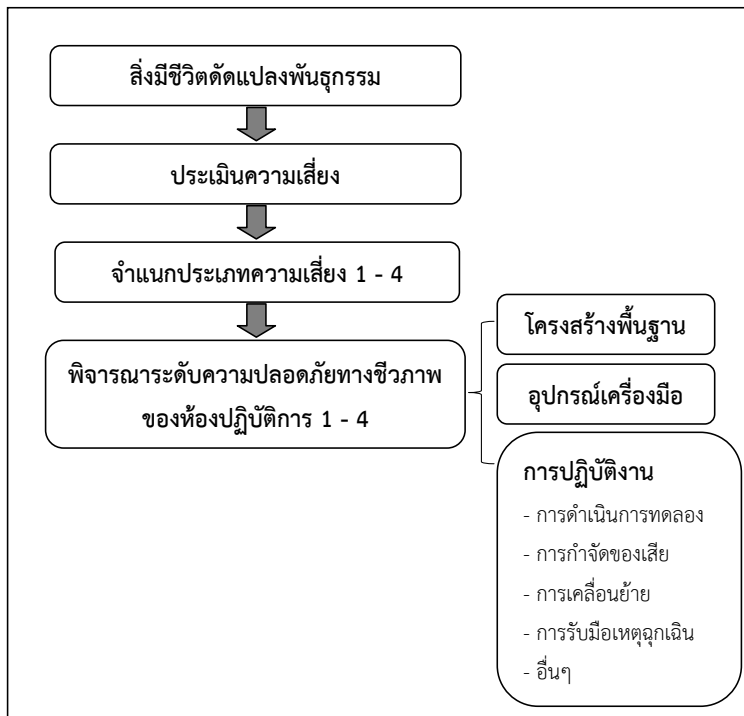 สิ่งมีชีวิตดัดแปลงพันธุกรรม
ประเมินความเสี่ยง
จำแนกประเภทความเสี่ยง 1 - 4
พิจารณาระดับความปลอดภัยทางชีวภาพ
ของห้องปฏิบัติการ 1 - 4
โครงสร้างพื้นฐาน
อุปกรณ์เครื่องมือ
การปฏิบัติงาน
- การดำเนินการทดลอง
- การกำจัดของเสีย
- การเคลื่อนย้าย
- การรับมือเหตุฉุกเฉิน
- อื่นๆ